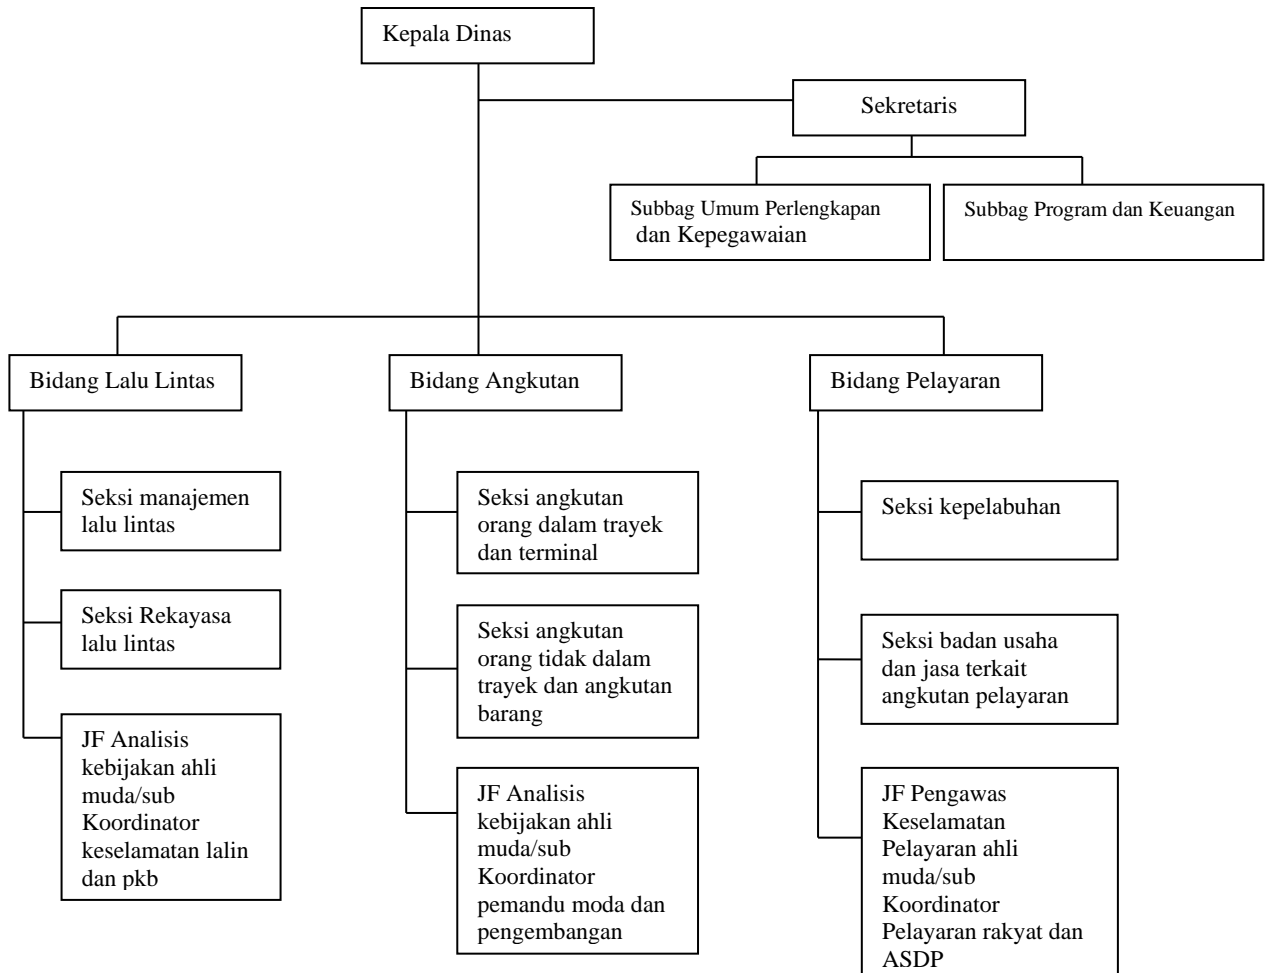 Kepala Dinas
Sekretaris
Subbag Umum Perlengkapan
dan Kepegawaian
Subbag Program dan Keuangan
Bidang Lalu Lintas
Bidang Angkutan
Bidang Pelayaran
Seksi manajemen
lalu lintas
Seksi Rekayasa
lalu lintas
JF Analisis
kebijakan ahli
muda/sub
Koordinator
keselamatan lalin
dan pkb
Seksi angkutan
orang dalam trayek
dan terminal
Seksi angkutan
orang tidak dalam
trayek dan angkutan
barang
JF Analisis
kebijakan ahli
muda/sub
Koordinator
pemandu moda dan
pengembangan
Seksi kepelabuhan
Seksi badan usaha
dan jasa terkait
angkutan pelayaran
JF Pengawas
Keselamatan
Pelayaran ahli
muda/sub
Koordinator
Pelayaran rakyat dan
ASDP